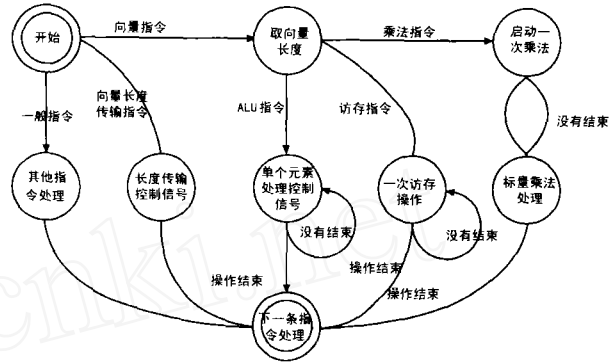 开始
向量指令
取向量
长度
乘法指令
启动一
次乘法
一般指令
向量长度
传输指令
ALU指令
访存指令
没有结束
其他指
令处理
长度传输
控制信号
单个元素
处理控制
信号
一次访存
操作
标量乘法
处理
没有结束
没有结束
操作结束
操作结束
操作结束
下一条指
令处理
cnki.net